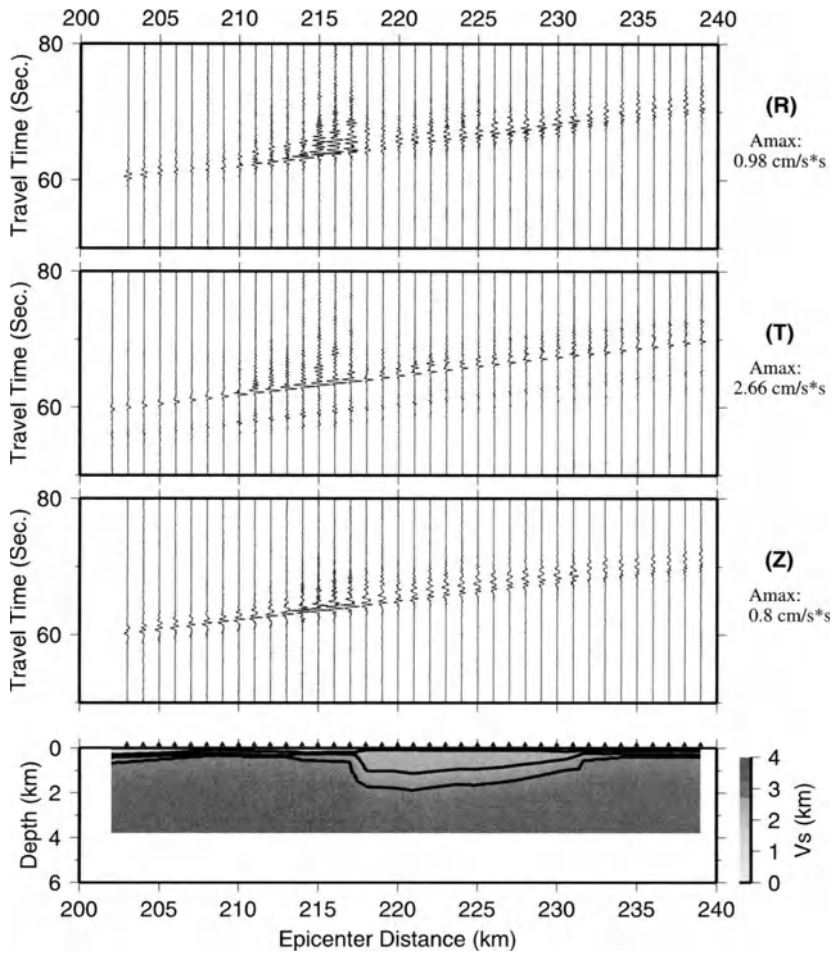 200 205 210 215 220 225 230 235 240
80
60
Travel Time (Sec.)
(R)
Amax:
0.98 cm/s*s
80
60
Travel Time (Sec.)
(T)
Amax:
2.66 cm/s*s
80
60
Travel Time (Sec.)
(Z)
Amax:
0.8 cm/s*s
0
2
4
6
Depth (km)
4
3
2
1
0
Vs (km)
200 205 210 215 220 225 230 235 240
Epicenter Distance (km)